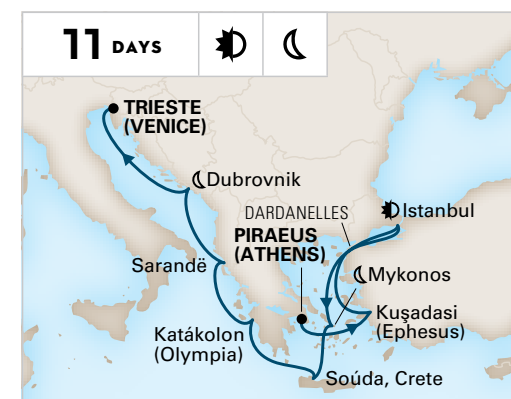 11 DAYS
TRIESTE
(VENICE)
Dubrovnik
DARDANELLES
Istanbul
PIRAEUS
(ATHENS)
Mykonos
Sarandë
Kuşadasi
(Ephesus)
Katákolon
(Olympia)
Soúda, Crete